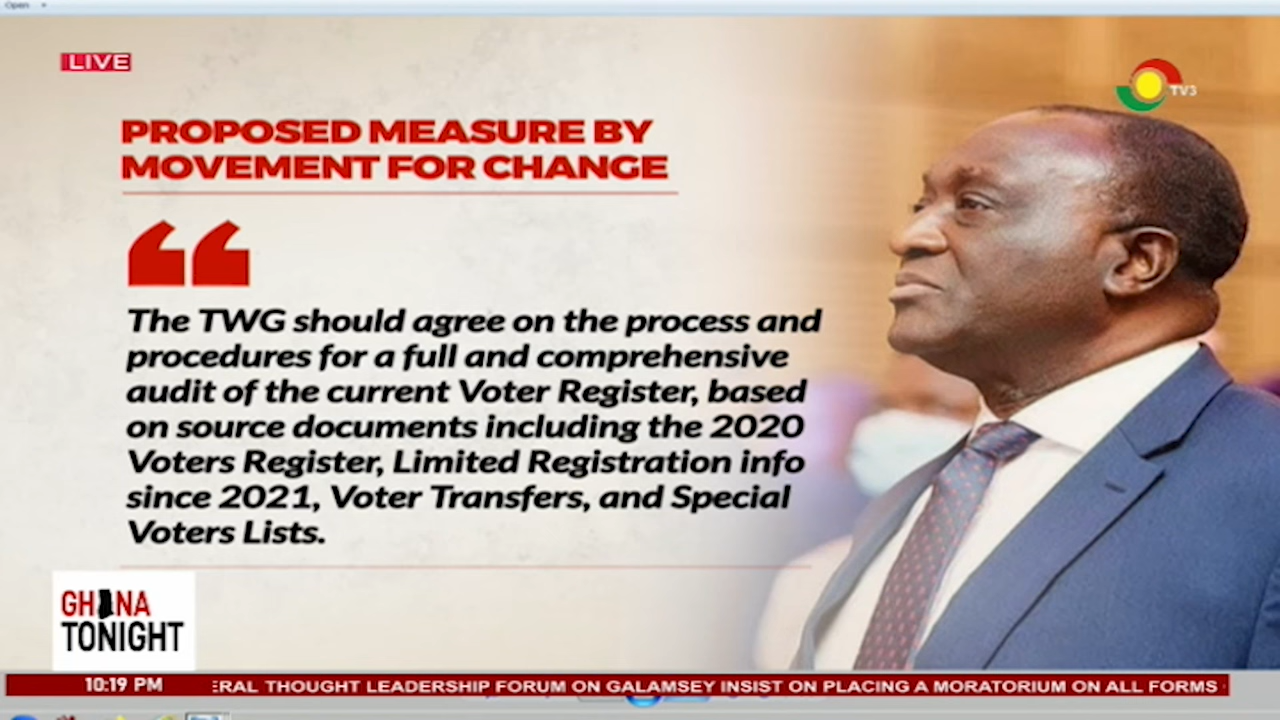 Open
LIVE
TV3
PROPOSED MEASURE BY
MOVEMENT FOR CHANGE
The TWG should agree on the process and
procedures for a full and comprehensive
audit of the current Voter Register, based
on source documents including the 2020
Voters Register, Limited Registration info
since 2021, Voter Transfers, and Special
Voters Lists.
GHANA
TONIGHT
10:19 PM
ERAL THOUGHT LEADERSHIP FORUM ON GALAMSEY INSIST ON PLACING A MORATORIUM ON ALL FORMS